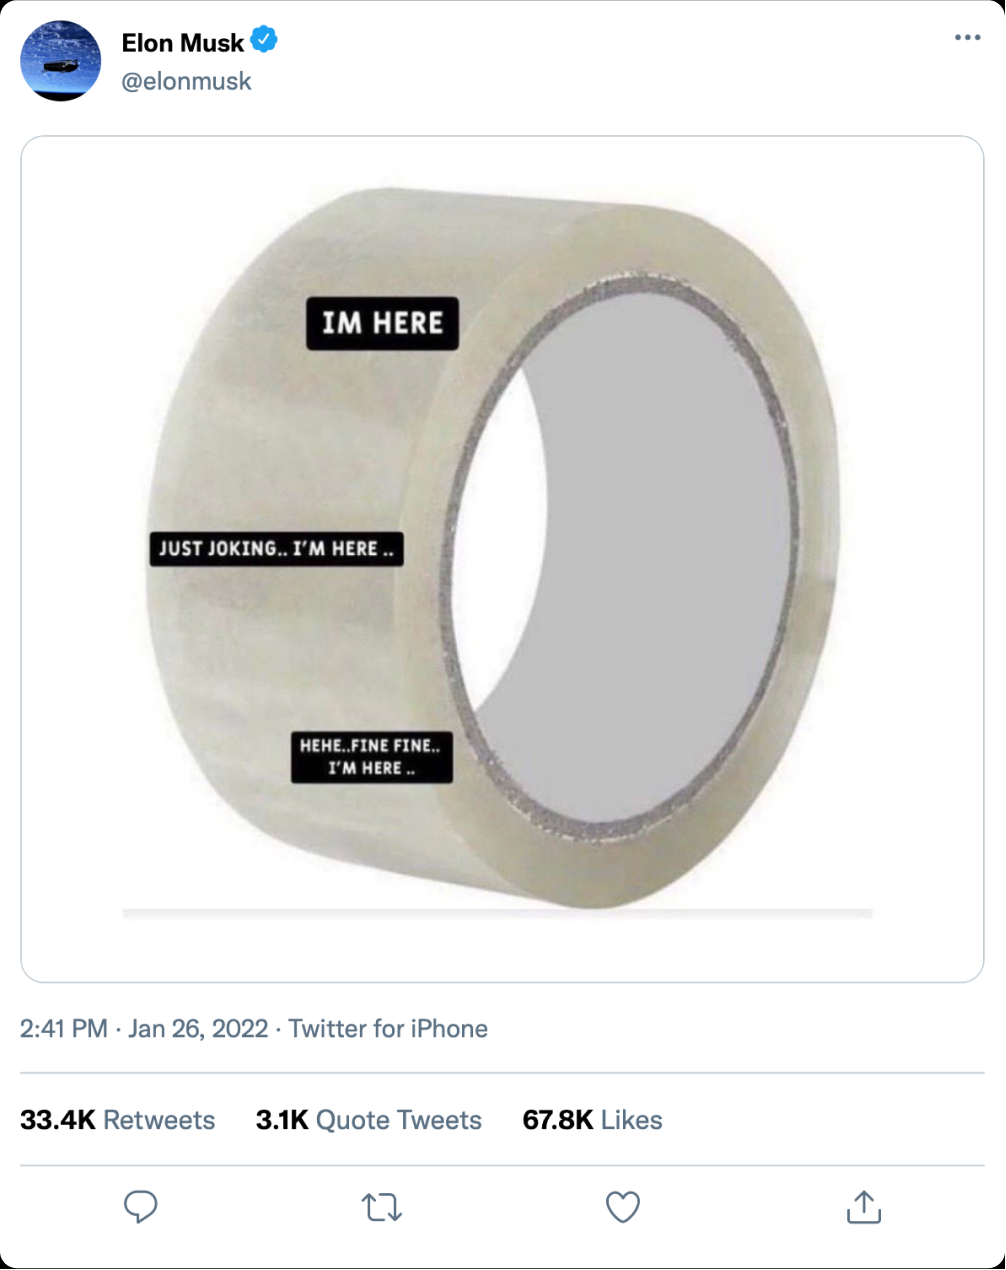 Elon Musk
@elonmusk
IM HERE
JUST JOKING.. I'M HERE ..
HEHE..FINE FINE..
I'M HERE ..
2:41 PM · Jan 26, 2022 · Twitter for iPhone
33.4K Retweets 3.1K Quote Tweets 67.8K Likes